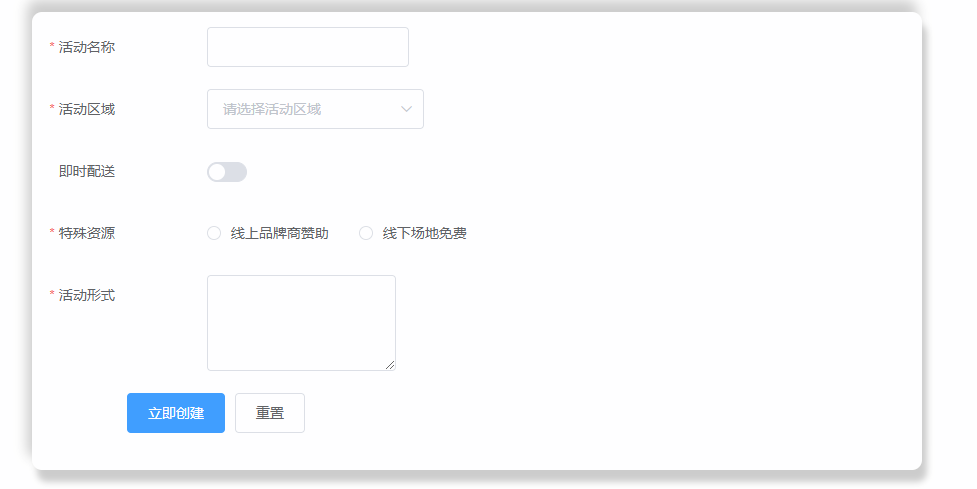 * 活动名称
* 活动区域 请选择活动区域
即时配送
* 特殊资源 线上品牌商赞助 线下场地免费
* 活动形式
立即创建 重置